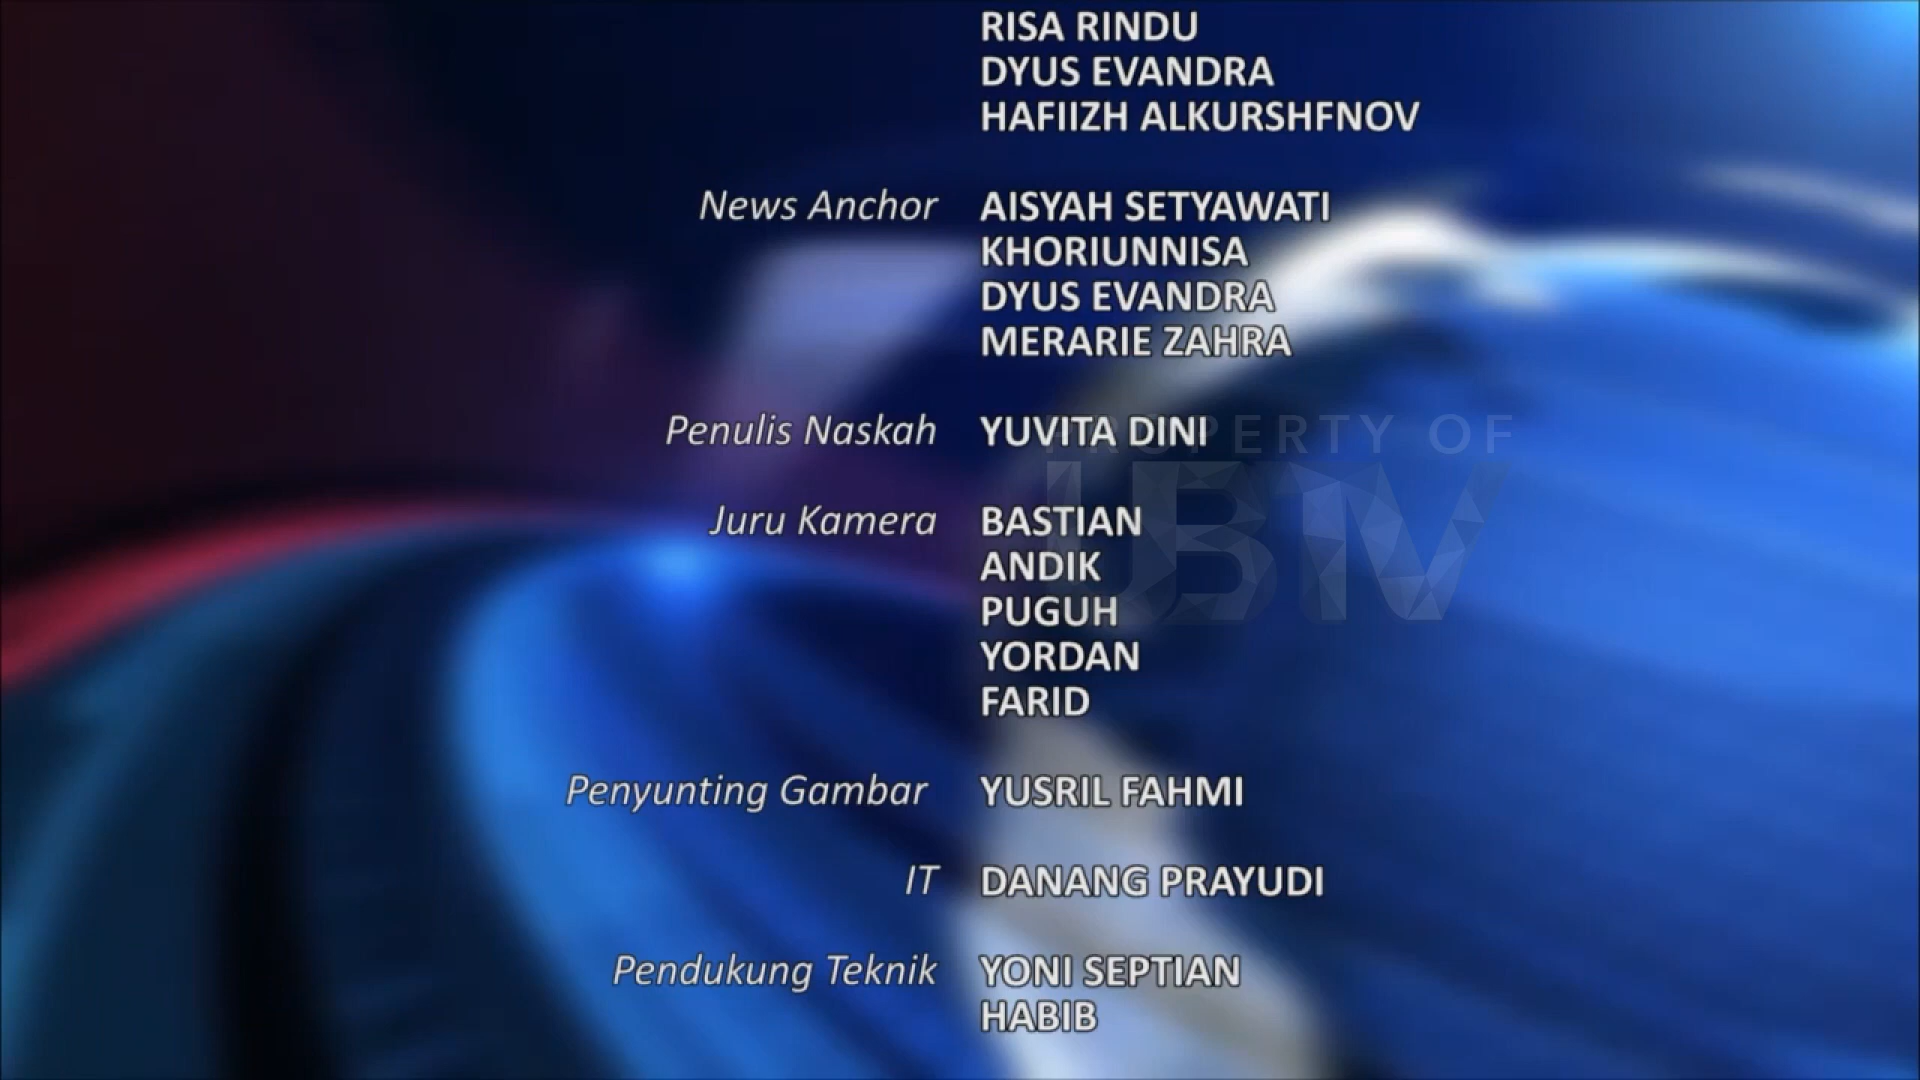 RISA RINDU
DYUS EVANDRA
HAFIIZH ALKURSHFNOV
News Anchor AISYAH SETYAWATI
KHORIUNNISA
DYUS EVANDRA
MERARIE ZAHRA
Penulis Naskah YUVITA DINI
PROPERTY OF
UBTV
Juru Kamera BASTIAN
ANDIK
PUGUH
YORDAN
FARID
Penyunting Gambar YUSRIL FAHMI
IT DANANG PRAYUDI
Pendukung Teknik YONI SEPTIAN
HABIB